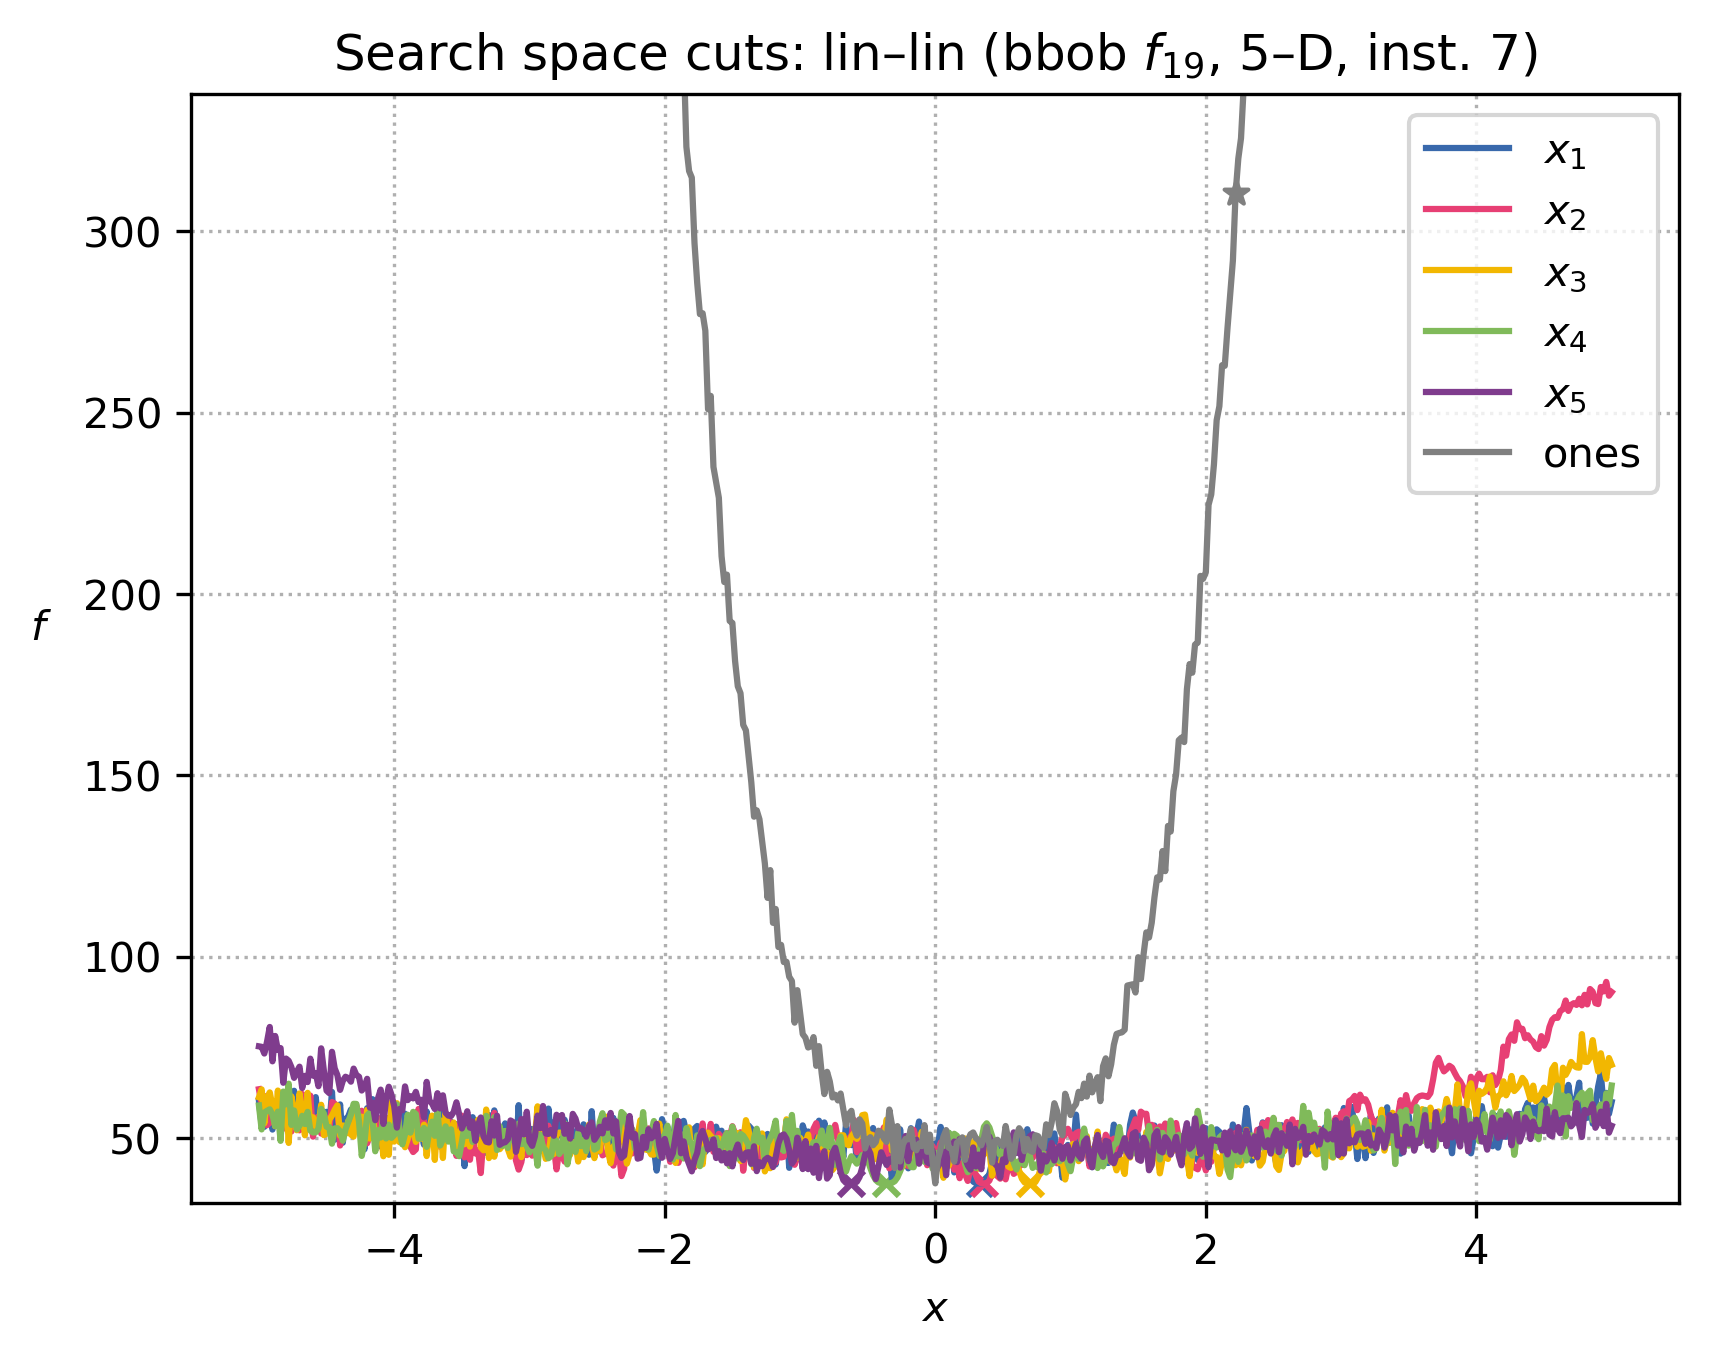 Search space cuts: lin–lin (bbob f₁₉, 5–D, inst. 7)
x₁
x₂
x₃
x₄
x₅
ones
300
250
200
150
100
50
f
−4 −2 0 2 4
x